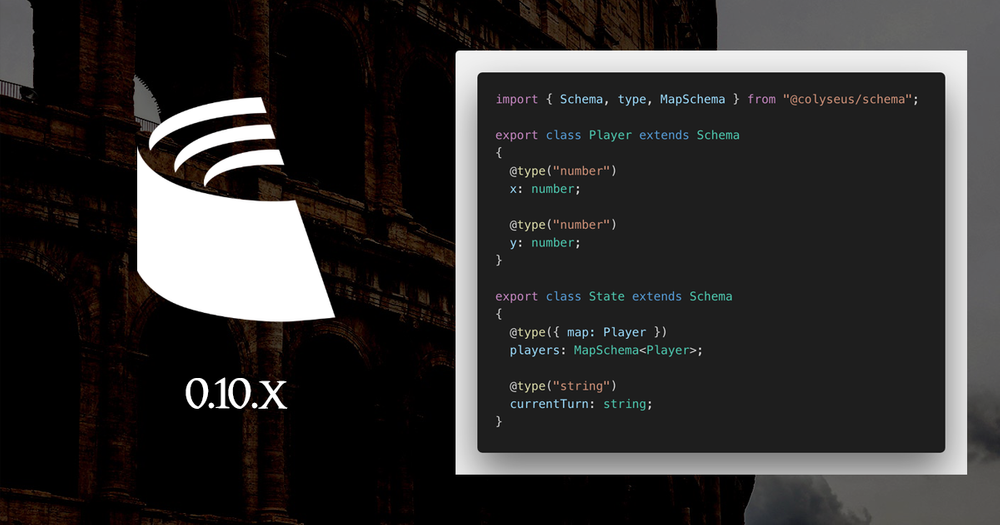 0.10.x
import { Schema, type, MapSchema } from "@colyseus/schema";
export class Player extends Schema
{
@type("number")
x: number;
@type("number")
y: number;
}
export class State extends Schema
{
@type({ map: Player })
players: MapSchema<Player>;
@type("string")
currentTurn: string;
}